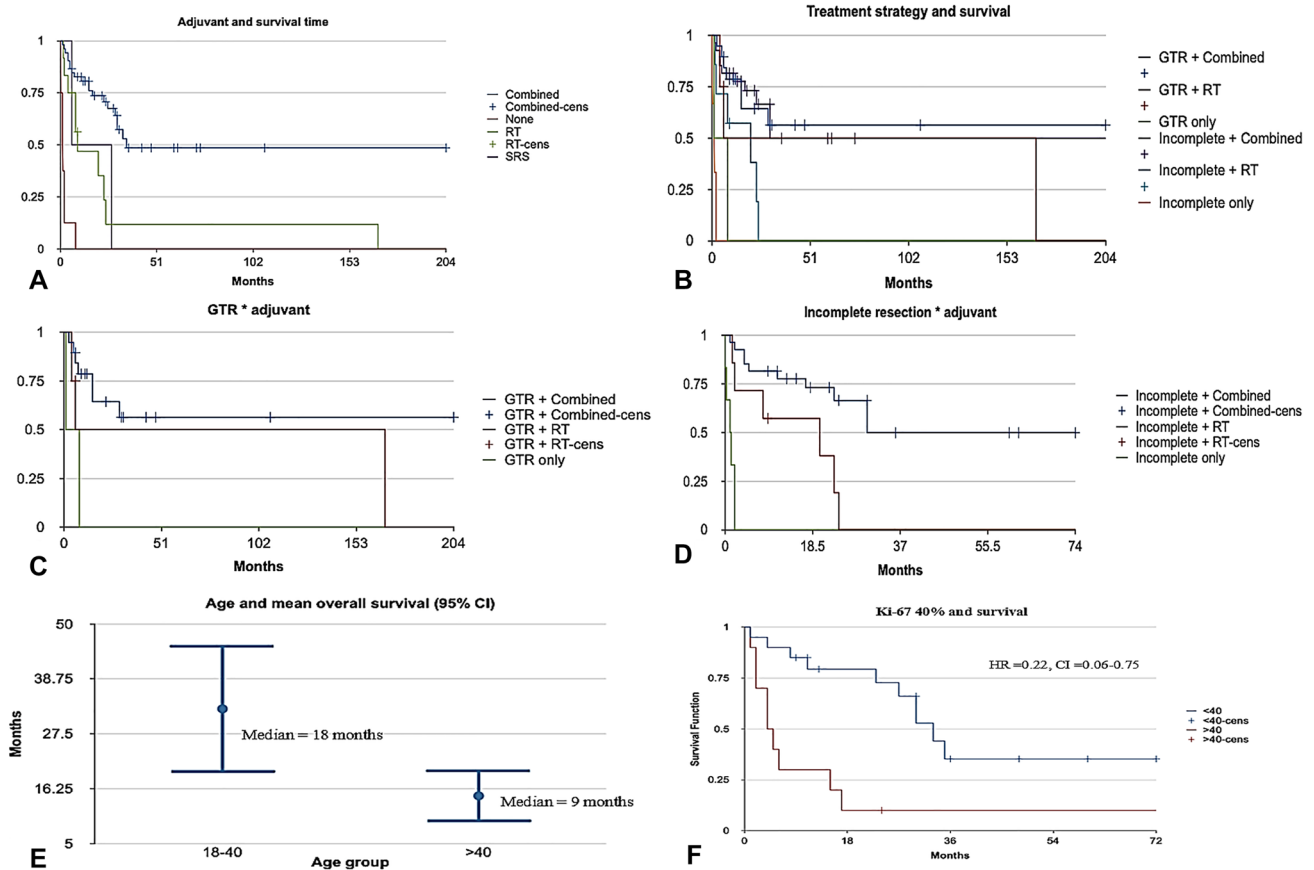 Adjuvant and survival time
1
0.75
0.5
0.25
0
0 51 102 153 204
Months
Combined
Combined-cens
None
RT
RT-cens
SRS
A
Treatment strategy and survival
1
0.75
0.5
0.25
0
0 51 102 153 204
Months
GTR + Combined
GTR + RT
GTR only
Incomplete + Combined
Incomplete + RT
Incomplete only
B
GTR * adjuvant
1
0.75
0.5
0.25
0
0 51 102 153 204
Months
GTR + Combined
GTR + Combined-cens
GTR + RT
GTR + RT-cens
GTR only
C
Incomplete resection * adjuvant
1
0.75
0.5
0.25
0
0 18.5 37 55.5 74
Months
Incomplete + Combined
Incomplete + Combined-cens
Incomplete + RT
Incomplete + RT-cens
Incomplete only
D
Age and mean overall survival (95% CI)
Months
50
38.75
27.5
16.25
5
Median = 18 months
Median = 9 months
18-40 >40
Age group
E
Ki-67 40% and survival
Survival Function
1
0.75
0.5
0.25
0
HR =0.22, CI =0.06-0.75
0 18 36 54 72
Months
<40
<40-cens
>40
>40-cens
F